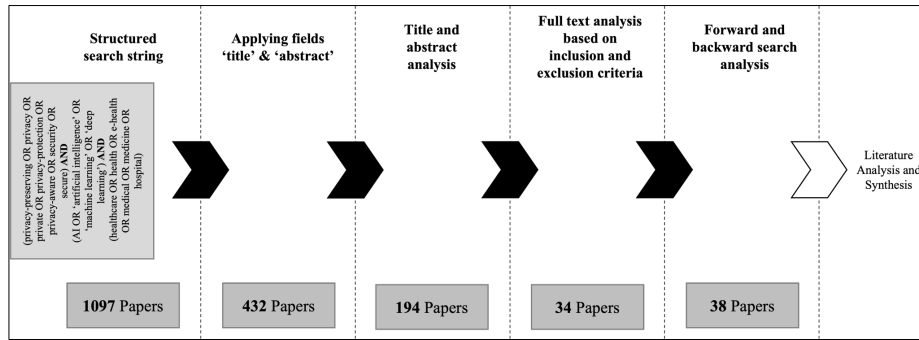 Structured
search string
(privacy-preserving OR privacy OR
private OR privacy-protection OR
privacy-aware OR security OR
secure) AND
(AI OR ‘artificial intelligence’ OR
‘machine learning’ OR ‘deep
learning’) AND
(healthcare OR health OR e-health
OR medical OR medicine OR
hospital)
1097 Papers
Applying fields
‘title’ & ‘abstract’
432 Papers
Title and
abstract
analysis
194 Papers
Full text analysis
based on
inclusion and
exclusion criteria
34 Papers
Forward and
backward search
analysis
38 Papers
Literature
Analysis and
Synthesis